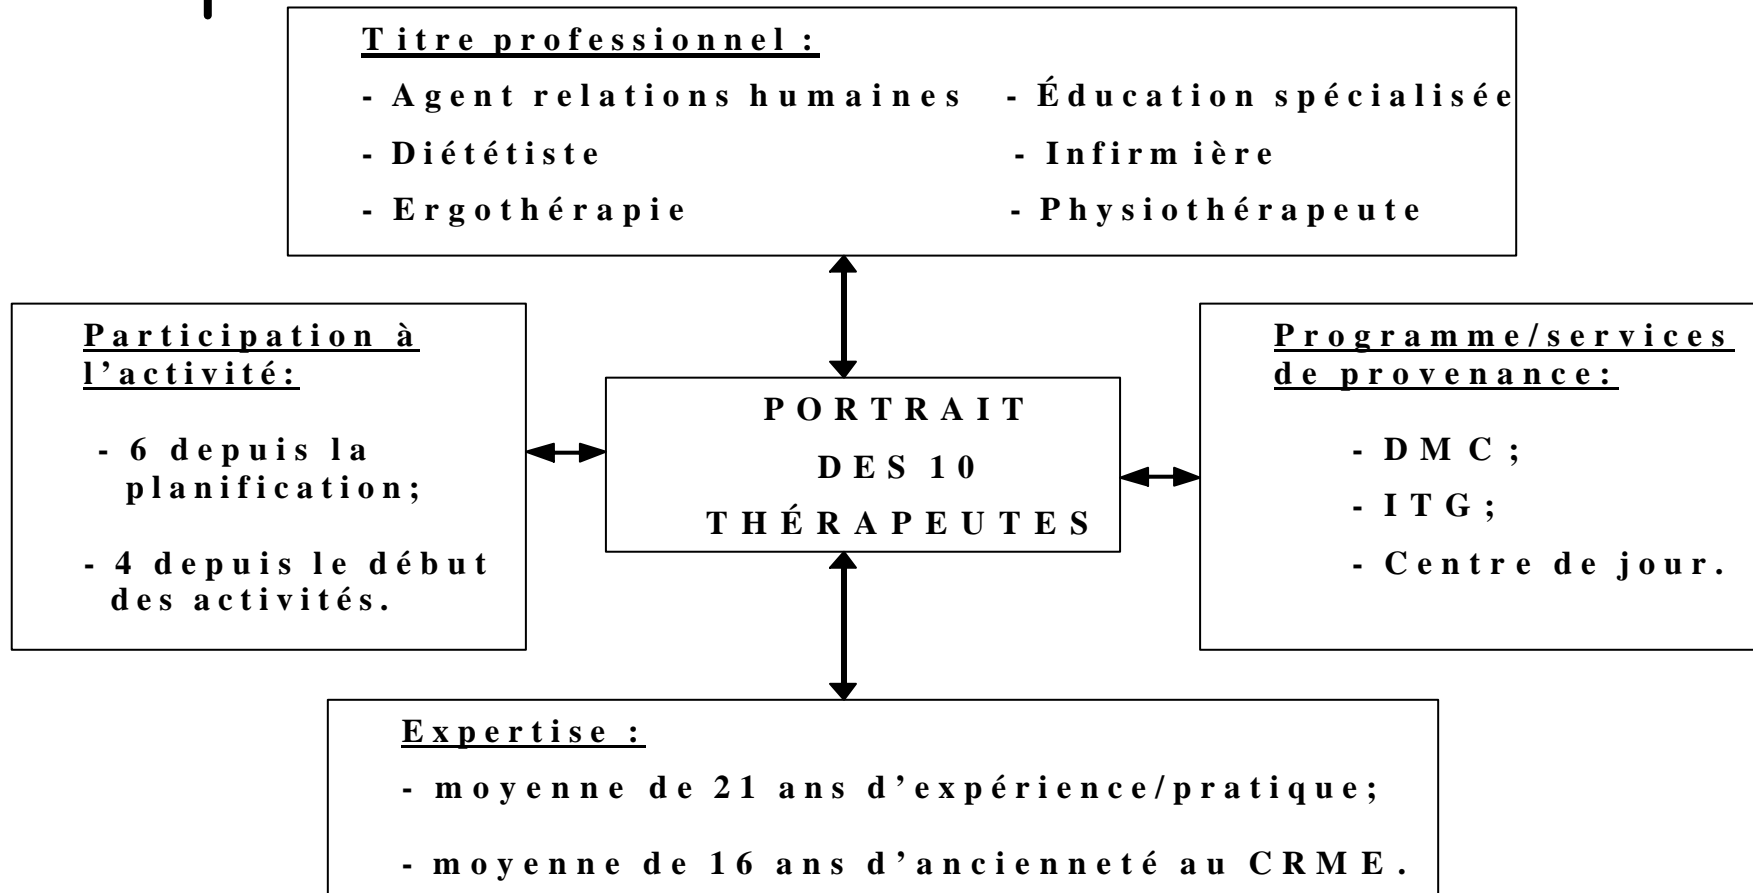 Titre professionnel :
- Agent relations humaines - Éducation spécialisée
- Diététiste - Infirmière
- Ergothérapie - Physiothérapeute
Participation à
l’activité:
- 6 depuis la
planification;
- 4 depuis le début
des activités.
PORTRAIT
DES 10
THÉRAPEUTES
Programme/services
de provenance:
- DMC;
- ITG;
- Centre de jour.
Expertise :
- moyenne de 21 ans d’expérience/pratique;
- moyenne de 16 ans d’ancienneté au CRME.